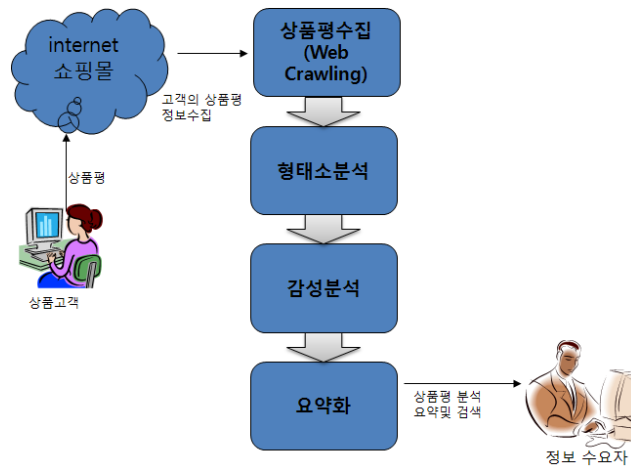 internet
쇼핑몰
상품평수집
(Web
Crawling)
고객의 상품평
정보수집
상품평
상품고객
형태소분석
감성분석
요약화
상품평 분석
요약및 검색
정보 수요자